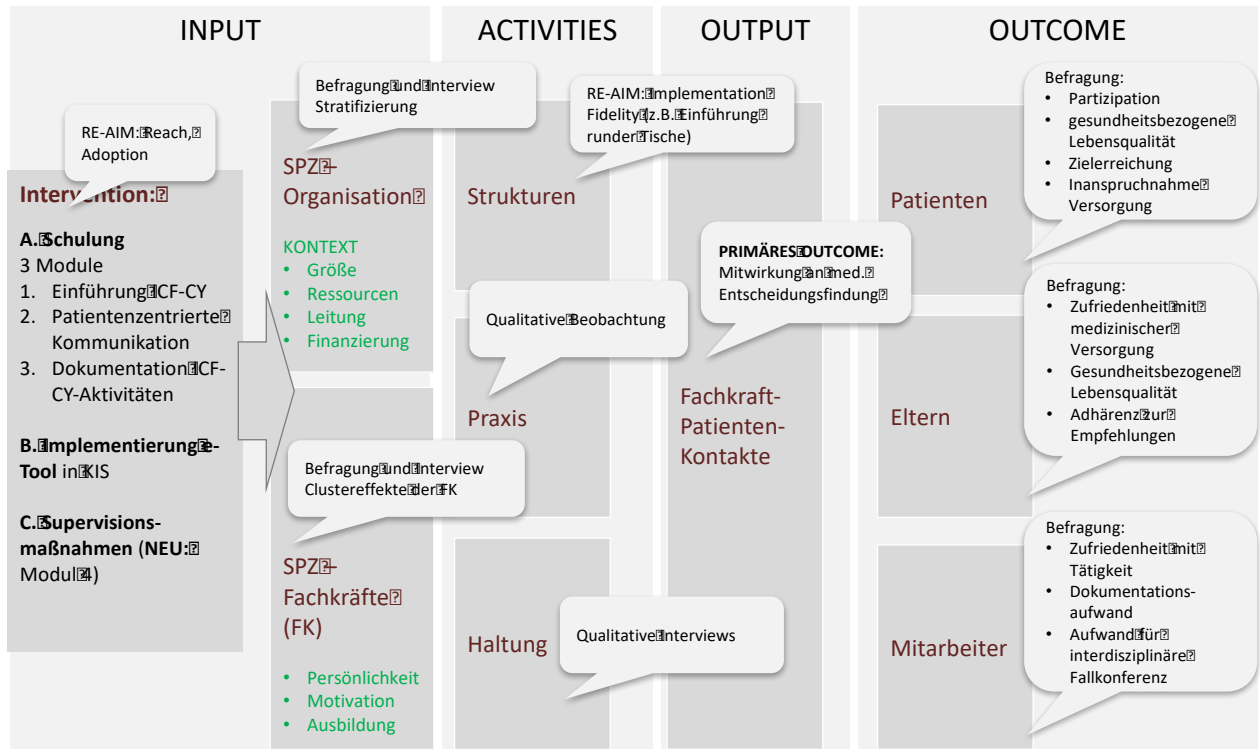 INPUT
ACTIVITIES
OUTPUT
OUTCOME
RE-AIM: Reach,
Adoption
Intervention:
A. Schulung
3 Module
1. Einführung ICF-CY
2. Patientenzentrierte
Kommunikation
3. Dokumentation ICF-
CY-Aktivitäten
B. Implementierung e-
Tool in KIS
C. Supervisions-
maßnahmen (NEU:
Modul 4)
Befragung und Interview
Stratifizierung
SPZ –
Organisation
KONTEXT
• Größe
• Ressourcen
• Leitung
• Finanzierung
Befragung und Interview
Clustereffekte der FK
SPZ –
Fachkräfte
(FK)
• Persönlichkeit
• Motivation
• Ausbildung
RE-AIM: Implementation
Fidelity (z.B. Einführung
runder Tische)
Strukturen
Qualitative Beobachtung
Praxis
Haltung
Qualitative Interviews
PRIMÄRES OUTCOME:
Mitwirkung an med.
Entscheidungsfindung
Fachkraft-
Patienten-
Kontakte
Befragung:
• Partizipation
• gesundheitsbezogene
Lebensqualität
• Zielerreichung
• Inanspruchnahme
Versorgung
Patienten
Befragung:
• Zufriedenheit mit
medizinischer
Versorgung
• Gesundheitsbezogene
Lebensqualität
• Adhärenz zur
Empfehlungen
Eltern
Befragung:
• Zufriedenheit mit
Tätigkeit
• Dokumentations-
aufwand
• Aufwand für
interdisziplinäre
Fallkonferenz
Mitarbeiter